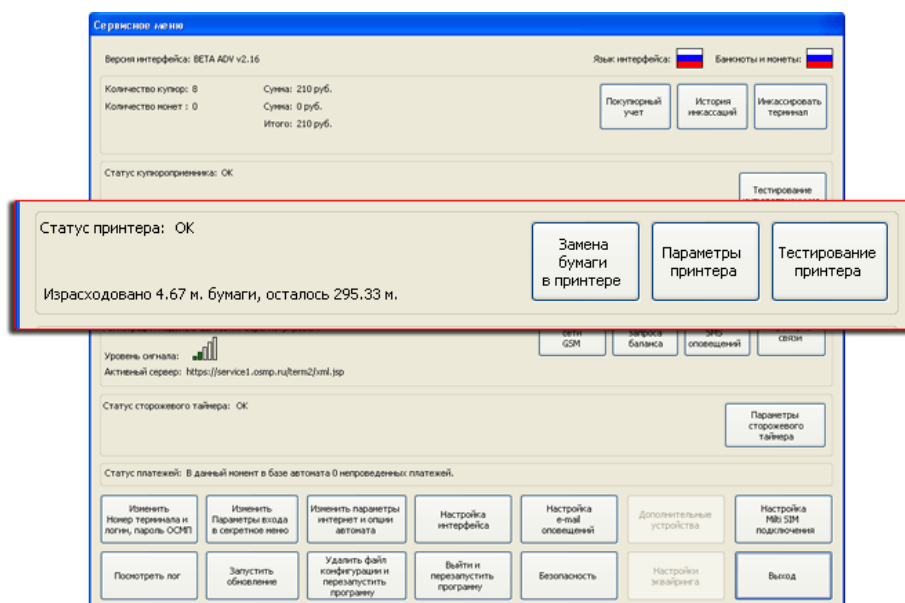 Сервисное меню
Версия интерфейса: BETA ADV v2.16
Язык интерфейса:
Банкноты и монеты:
Количество купюр: 8
Сумма: 210 руб.
Количество монет : 0
Сумма: 0 руб.
Итого: 210 руб.
Покупюрный
учет
История
инкассаций
Инкассировать
терминал
Статус купюроприемника: OK
Тестирование
Статус принтера: OK
Израсходовано 4.67 м. бумаги, осталось 295.33 м.
Замена
бумаги
в принтере
Параметры
принтера
Тестирование
принтера
сети
GSM
запроса
баланса
SMS
оповещений
связи
Уровень сигнала:
Активный сервер: https://service1.osmp.ru/term2/xml.jsp
Статус сторожевого таймера: OK
Параметры
сторожевого
таймера
Статус платежей: В данный момент в базе автомата 0 непроведенных платежей.
Изменить
Номер терминала и
логин, пароль ОСМП
Изменить
Параметры входа
в секретное меню
Изменить параметры
интернет и опции
автомата
Настройка
интерфейса
Настройка
e-mail
оповещений
Дополнительные
устройства
Настройка
Milti SIM
подключения
Посмотреть лог
Запустить
обновление
Удалить файл
конфигурации и
перезапустить
программу
Выйти и
перезапустить
программу
Безопасность
Настройки
эквайринга
Выход